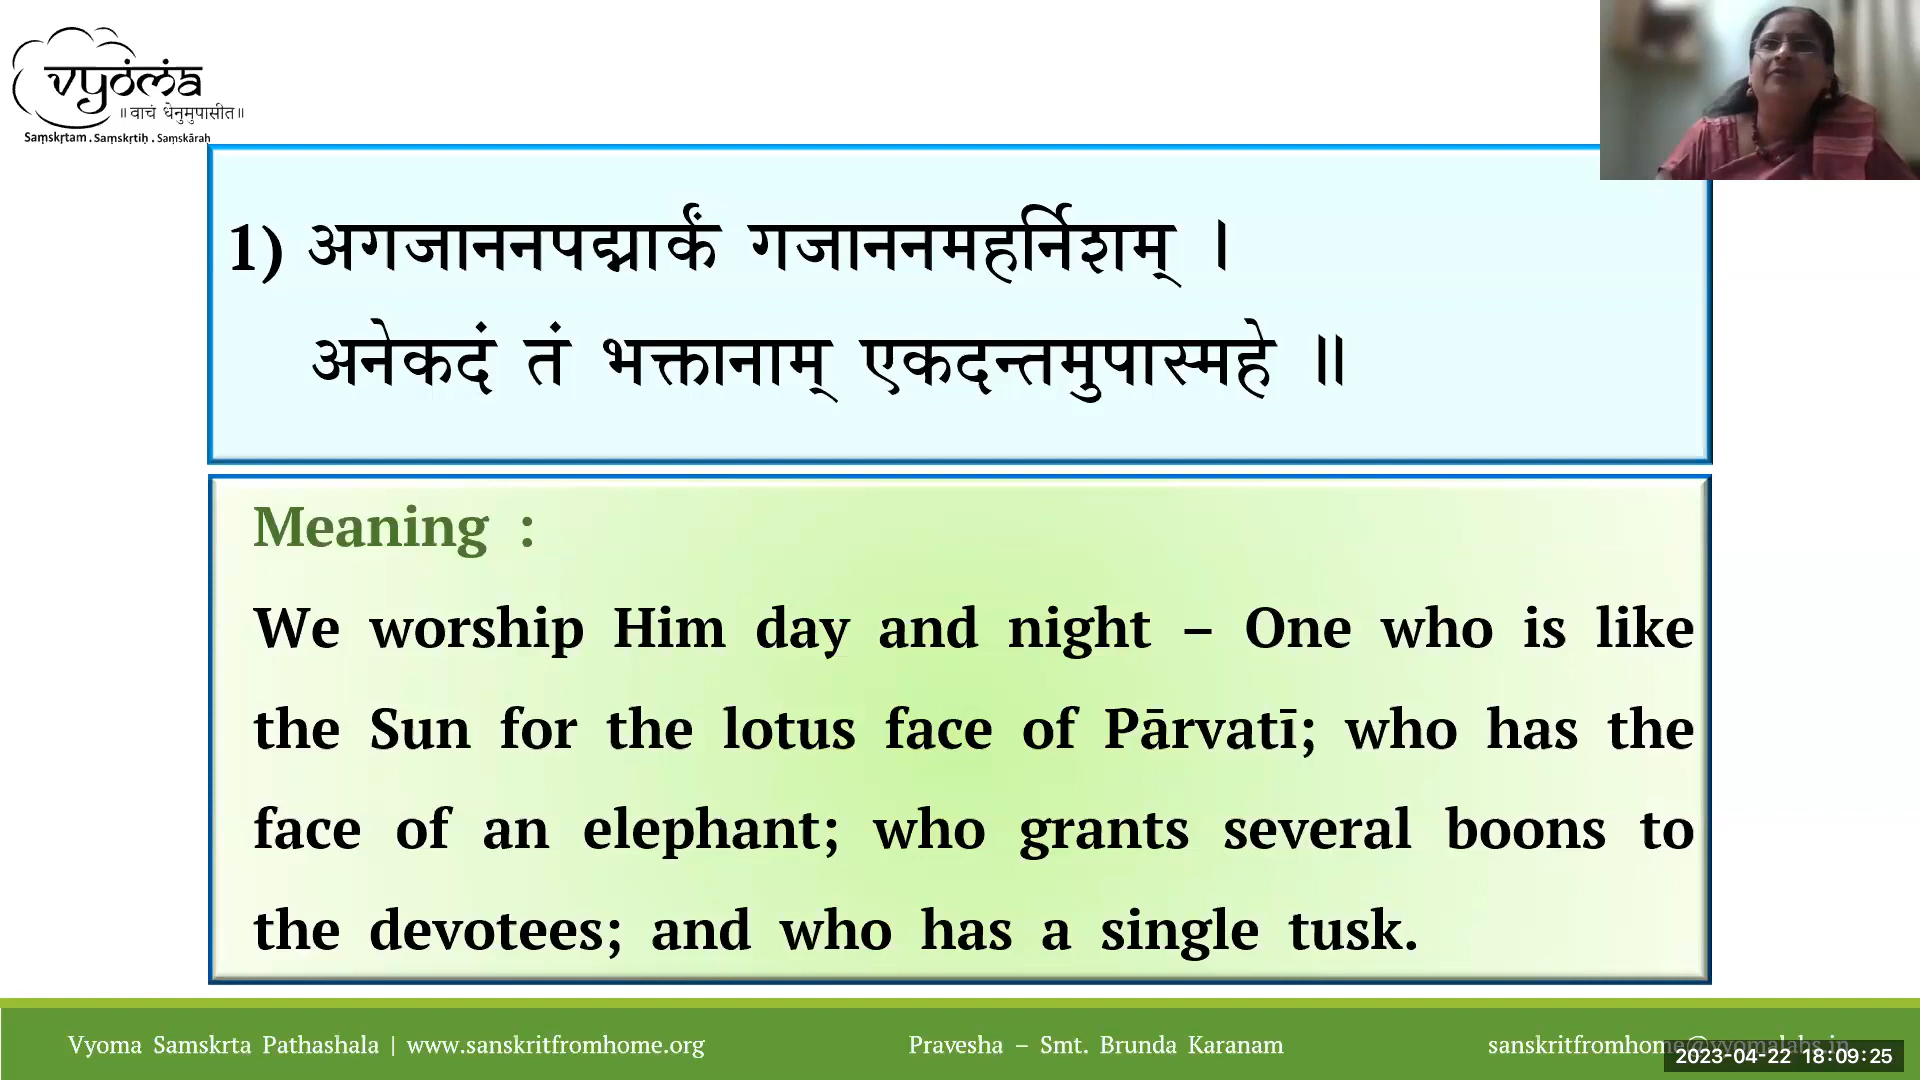 vyoma
॥ वाचं धेनुमुपासीत॥
Saṃskṛtam . Saṃskṛtiḥ . Saṃskārāḥ
1) अगजाननपद्मार्कं गजाननमहर्निशम् ।
अनेकदं तं भक्तानाम् एकदन्तमुपास्महे ॥
Meaning :
We worship Him day and night – One who is like
the Sun for the lotus face of Pārvatī; who has the
face of an elephant; who grants several boons to
the devotees; and who has a single tusk.
Vyoma Samskrta Pathashala | www.sanskritfromhome.org
Pravesha – Smt. Brunda Karanam
sanskritfromhome@vyomalabs.in
2023-04-22 18:09:25